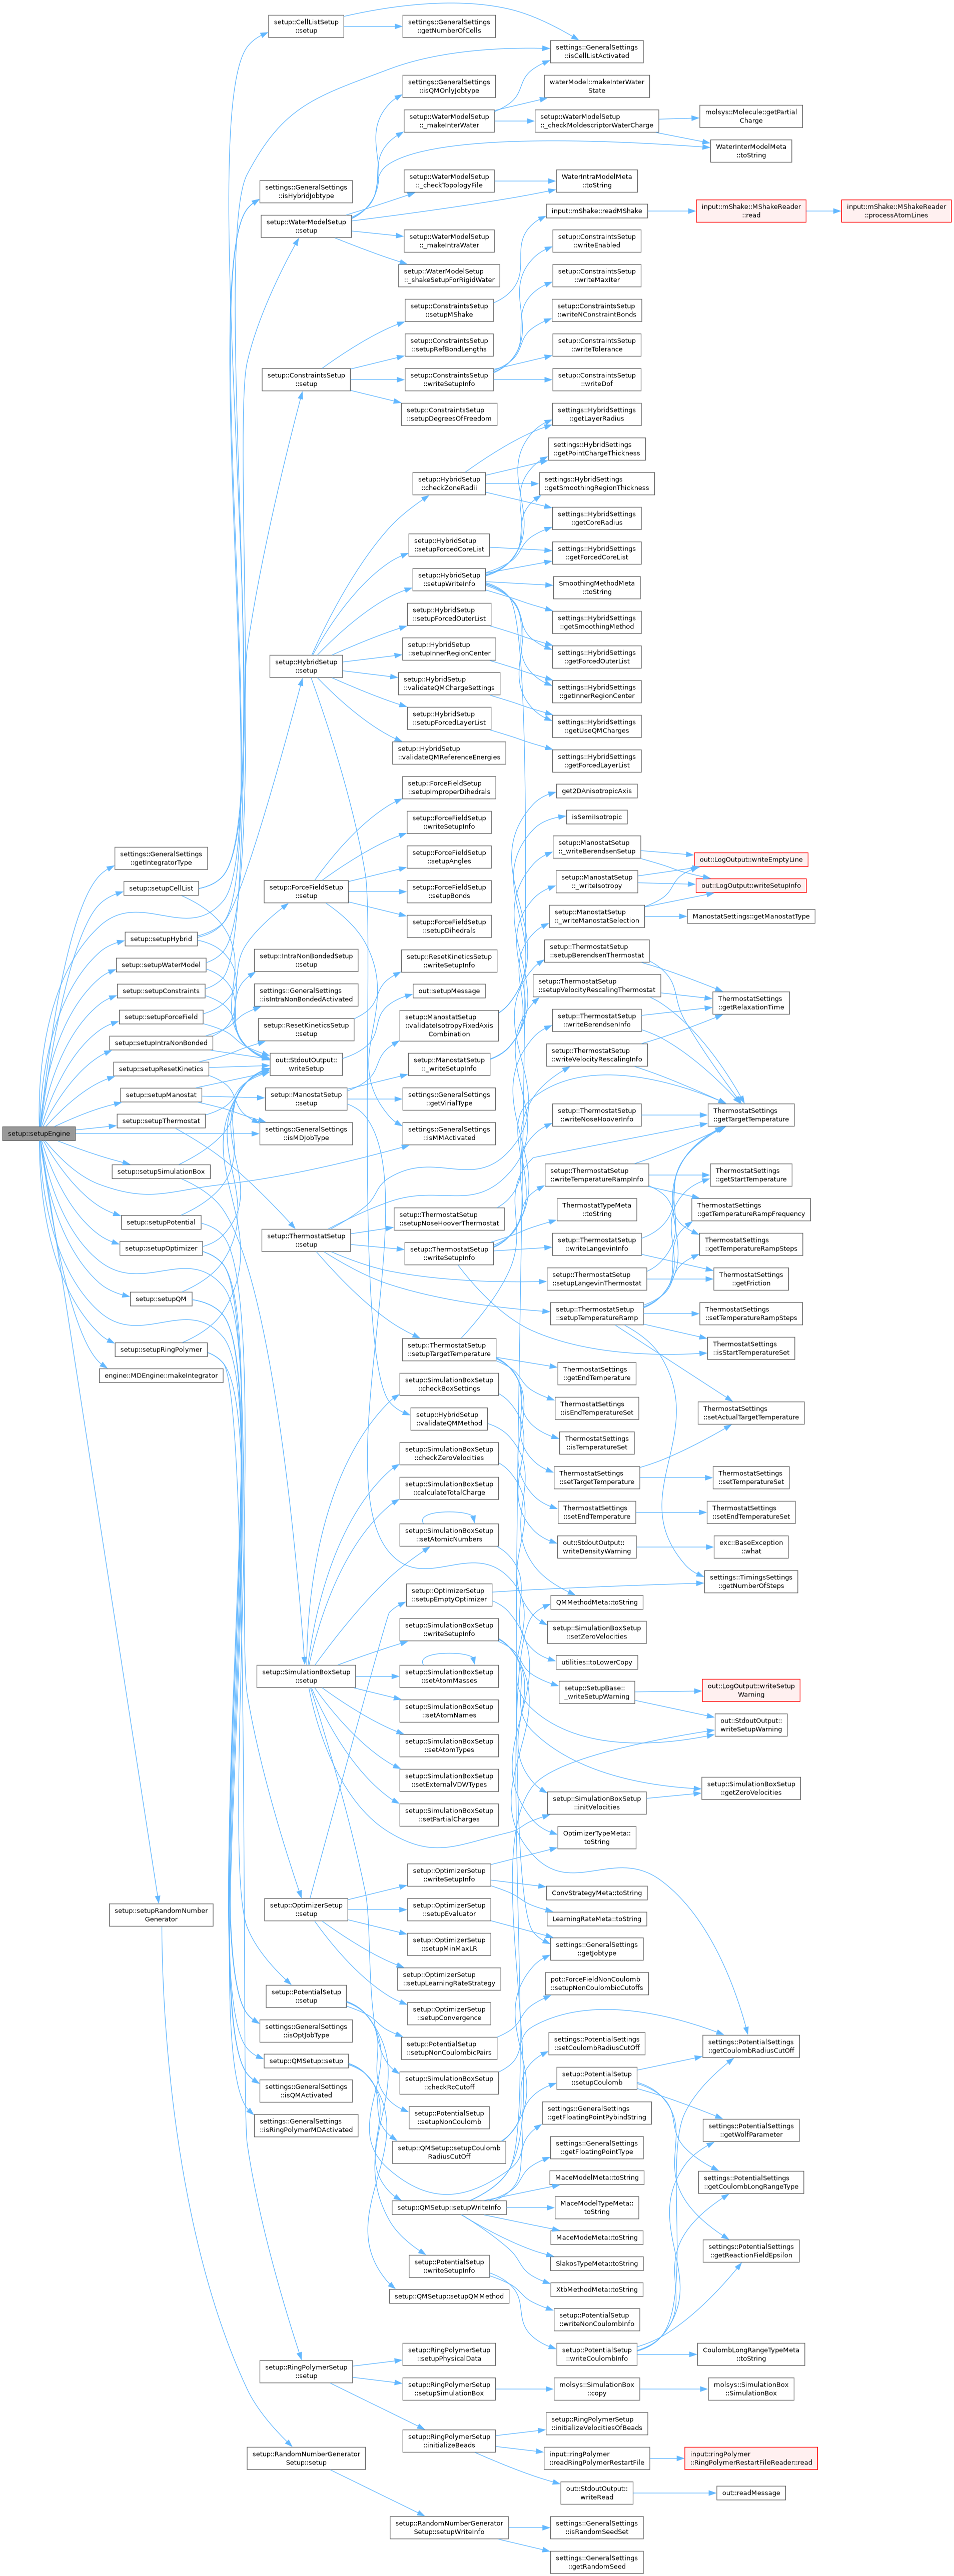 setup::setupEngine
settings::GeneralSettings
::getIntegratorType
setup::setupCellList
setup::setupHybrid
setup::setupWaterModel
setup::setupConstraints
setup::setupForceField
setup::setupIntraNonBonded
setup::setupResetKinetics
setup::setupManostat
setup::setupThermostat
setup::setupSimulationBox
setup::setupPotential
setup::setupOptimizer
setup::setupQM
setup::setupRingPolymer
engine::MDEngine::makeIntegrator
setup::setupRandomNumber
Generator
setup::CellListSetup
::setup
settings::GeneralSettings
::isHybridJobtype
setup::WaterModelSetup
::setup
setup::ConstraintsSetup
::setup
setup::HybridSetup
::setup
setup::ForceFieldSetup
::setup
setup::IntraNonBondedSetup
::setup
settings::GeneralSettings
::isIntraNonBondedActivated
setup::ResetKineticsSetup
::setup
out::StdoutOutput::
writeSetup
setup::ManostatSetup
::setup
settings::GeneralSettings
::isMDJobType
setup::ThermostatSetup
::setup
setup::SimulationBoxSetup
::setup
setup::OptimizerSetup
::setup
setup::PotentialSetup
::setup
settings::GeneralSettings
::isOptJobType
setup::QMSetup::setup
settings::GeneralSettings
::isQMActivated
settings::GeneralSettings
::isRingPolymerMDActivated
setup::RingPolymerSetup
::setup
setup::RandomNumberGenerator
Setup::setup
settings::GeneralSettings
::getNumberOfCells
settings::GeneralSettings
::isQMOnlyJobtype
setup::WaterModelSetup
::_makeInterWater
setup::WaterModelSetup
::_checkTopologyFile
setup::WaterModelSetup
::_makeIntraWater
setup::WaterModelSetup
::_shakeSetupForRigidWater
setup::ConstraintsSetup
::setupMShake
setup::ConstraintsSetup
::setupRefBondLengths
setup::ConstraintsSetup
::writeSetupInfo
setup::ConstraintsSetup
::setupDegreesOfFreedom
setup::HybridSetup
::checkZoneRadii
setup::HybridSetup
::setupForcedCoreList
setup::HybridSetup
::setupWriteInfo
setup::HybridSetup
::setupForcedOuterList
setup::HybridSetup
::setupInnerRegionCenter
setup::HybridSetup
::validateQMChargeSettings
setup::HybridSetup
::setupForcedLayerList
setup::HybridSetup
::validateQMReferenceEnergies
setup::ForceFieldSetup
::setupImproperDihedrals
setup::ForceFieldSetup
::writeSetupInfo
setup::ForceFieldSetup
::setupAngles
setup::ForceFieldSetup
::setupBonds
setup::ForceFieldSetup
::setupDihedrals
setup::ResetKineticsSetup
::writeSetupInfo
out::setupMessage
setup::ManostatSetup
::validateIsotropyFixedAxis
Combination
setup::ManostatSetup
::_writeSetupInfo
settings::GeneralSettings
::getVirialType
settings::GeneralSettings
::isMMActivated
setup::ThermostatSetup
::setupNoseHooverThermostat
setup::ThermostatSetup
::writeSetupInfo
setup::ThermostatSetup
::setupTargetTemperature
setup::SimulationBoxSetup
::checkBoxSettings
setup::HybridSetup
::validateQMMethod
setup::SimulationBoxSetup
::checkZeroVelocities
setup::SimulationBoxSetup
::calculateTotalCharge
setup::SimulationBoxSetup
::setAtomicNumbers
setup::OptimizerSetup
::setupEmptyOptimizer
setup::SimulationBoxSetup
::writeSetupInfo
setup::SimulationBoxSetup
::setAtomMasses
setup::SimulationBoxSetup
::setAtomNames
setup::SimulationBoxSetup
::setAtomTypes
setup::SimulationBoxSetup
::setExternalVDWTypes
setup::SimulationBoxSetup
::setPartialCharges
setup::OptimizerSetup
::writeSetupInfo
setup::OptimizerSetup
::setupEvaluator
setup::OptimizerSetup
::setupMinMaxLR
setup::OptimizerSetup
::setupLearningRateStrategy
setup::OptimizerSetup
::setupConvergence
setup::PotentialSetup
::setupNonCoulombicPairs
setup::SimulationBoxSetup
::checkRcCutoff
setup::PotentialSetup
::setupNonCoulomb
setup::QMSetup::setupCoulomb
RadiusCutOff
setup::QMSetup::setupWriteInfo
setup::PotentialSetup
::writeSetupInfo
setup::QMSetup::setupQMMethod
setup::RingPolymerSetup
::setupPhysicalData
setup::RingPolymerSetup
::setupSimulationBox
setup::RingPolymerSetup
::initializeBeads
setup::RandomNumberGenerator
Setup::setupWriteInfo
settings::GeneralSettings
::isCellListActivated
waterModel::makeInterWater
State
setup::WaterModelSetup
::_checkMoldescriptorWaterCharge
WaterIntraModelMeta
::toString
input::mShake::readMShake
setup::ConstraintsSetup
::writeEnabled
setup::ConstraintsSetup
::writeMaxIter
setup::ConstraintsSetup
::writeNConstraintBonds
setup::ConstraintsSetup
::writeTolerance
setup::ConstraintsSetup
::writeDof
settings::HybridSettings
::getLayerRadius
settings::HybridSettings
::getPointChargeThickness
settings::HybridSettings
::getSmoothingRegionThickness
settings::HybridSettings
::getCoreRadius
settings::HybridSettings
::getForcedCoreList
SmoothingMethodMeta
::toString
settings::HybridSettings
::getSmoothingMethod
settings::HybridSettings
::getForcedOuterList
settings::HybridSettings
::getInnerRegionCenter
settings::HybridSettings
::getUseQMCharges
settings::HybridSettings
::getForcedLayerList
get2DAnisotropicAxis
isSemiIsotropic
setup::ManostatSetup
::_writeBerendsenSetup
setup::ManostatSetup
::_writeIsotropy
setup::ManostatSetup
::_writeManostatSelection
setup::ThermostatSetup
::setupBerendsenThermostat
setup::ThermostatSetup
::setupVelocityRescalingThermostat
setup::ThermostatSetup
::writeBerendsenInfo
setup::ThermostatSetup
::writeVelocityRescalingInfo
setup::ThermostatSetup
::writeNoseHooverInfo
setup::ThermostatSetup
::writeTemperatureRampInfo
ThermostatTypeMeta
::toString
setup::ThermostatSetup
::writeLangevinInfo
setup::ThermostatSetup
::setupLangevinThermostat
setup::ThermostatSetup
::setupTemperatureRamp
ThermostatSettings
::getEndTemperature
ThermostatSettings
::isEndTemperatureSet
ThermostatSettings
::isTemperatureSet
ThermostatSettings
::setTargetTemperature
ThermostatSettings
::setEndTemperature
out::StdoutOutput::
writeDensityWarning
QMMethodMeta::toString
setup::SimulationBoxSetup
::setZeroVelocities
utilities::toLowerCopy
setup::SetupBase::
_writeSetupWarning
setup::SimulationBoxSetup
::initVelocities
OptimizerTypeMeta::
toString
ConvStrategyMeta::toString
LearningRateMeta::toString
settings::GeneralSettings
::getJobtype
pot::ForceFieldNonCoulomb
::setupNonCoulombicCutoffs
settings::PotentialSettings
::setCoulombRadiusCutOff
setup::PotentialSetup
::setupCoulomb
settings::GeneralSettings
::getFloatingPointPybindString
settings::GeneralSettings
::getFloatingPointType
MaceModelMeta::toString
MaceModelTypeMeta::
toString
MaceModeMeta::toString
SlakosTypeMeta::toString
XtbMethodMeta::toString
setup::PotentialSetup
::writeNonCoulombInfo
setup::PotentialSetup
::writeCoulombInfo
molsys::SimulationBox
::copy
setup::RingPolymerSetup
::initializeVelocitiesOfBeads
input::ringPolymer
::readRingPolymerRestartFile
out::StdoutOutput::
writeRead
settings::GeneralSettings
::isRandomSeedSet
settings::GeneralSettings
::getRandomSeed
molsys::Molecule::getPartial
Charge
WaterInterModelMeta
::toString
input::mShake::MShakeReader
::read
input::mShake::MShakeReader
::processAtomLines
out::LogOutput::writeEmptyLine
out::LogOutput::writeSetupInfo
ManostatSettings::getManostatType
ThermostatSettings
::getRelaxationTime
ThermostatSettings
::getTargetTemperature
ThermostatSettings
::getStartTemperature
ThermostatSettings
::getTemperatureRampFrequency
ThermostatSettings
::getTemperatureRampSteps
ThermostatSettings
::getFriction
ThermostatSettings
::setTemperatureRampSteps
ThermostatSettings
::isStartTemperatureSet
ThermostatSettings
::setActualTargetTemperature
ThermostatSettings
::setTemperatureSet
ThermostatSettings
::setEndTemperatureSet
exc::BaseException
::what
settings::TimingsSettings
::getNumberOfSteps
out::LogOutput::writeSetup
Warning
out::StdoutOutput::
writeSetupWarning
setup::SimulationBoxSetup
::getZeroVelocities
settings::PotentialSettings
::getCoulombRadiusCutOff
settings::PotentialSettings
::getWolfParameter
settings::PotentialSettings
::getCoulombLongRangeType
settings::PotentialSettings
::getReactionFieldEpsilon
CoulombLongRangeTypeMeta
::toString
molsys::SimulationBox
::SimulationBox
input::ringPolymer
::RingPolymerRestartFileReader::read
out::readMessage